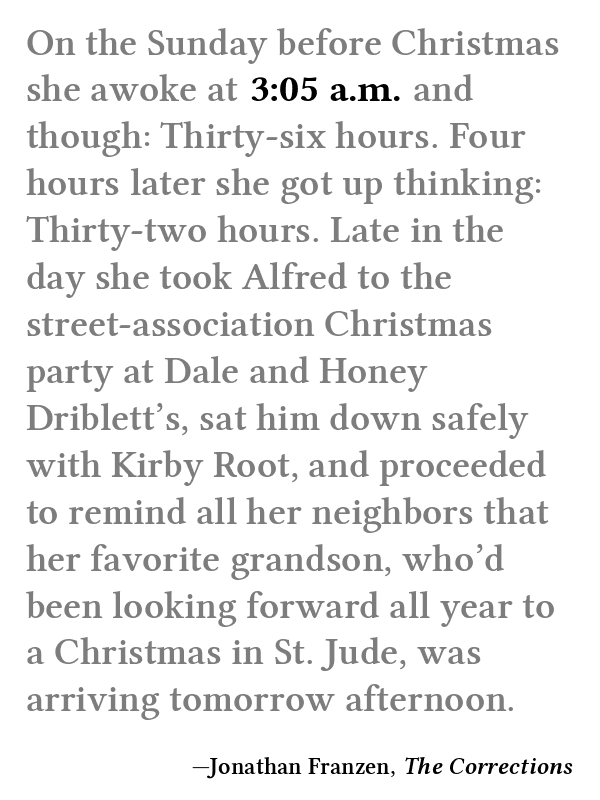 On the Sunday before Christmas
she awoke at 3:05 a.m. and
though: Thirty-six hours. Four
hours later she got up thinking:
Thirty-two hours. Late in the
day she took Alfred to the
street-association Christmas
party at Dale and Honey
Driblett’s, sat him down safely
with Kirby Root, and proceeded
to remind all her neighbors that
her favorite grandson, who’d
been looking forward all year to
a Christmas in St. Jude, was
arriving tomorrow afternoon.
—Jonathan Franzen, The Corrections